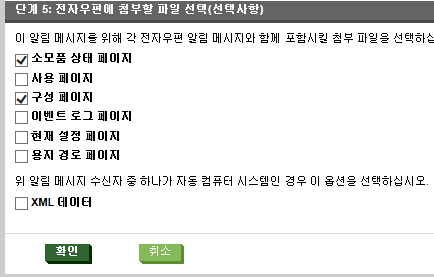 단계 5: 전자우편에 첨부할 파일 선택(선택사항)
이 알림 메시지를 위해 각 전자우편 알림 메시지와 함께 포함시킬 첨부 파일을 선택하십
소모품 상태 페이지
사용 페이지
구성 페이지
이벤트 로그 페이지
현재 설정 페이지
용지 경로 페이지
위 알림 메시지 수신자 중 하나가 자동 컴퓨터 시스템인 경우 이 옵션을 선택하십시오.
XML 데이터
확인
취소